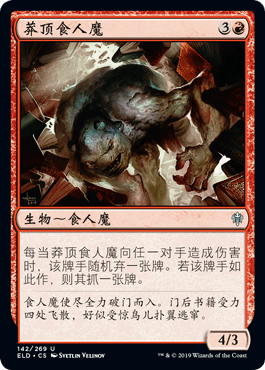 莽顶食人魔 3
生物～食人魔
每当莽顶食人魔向任一对手造成伤害
时，该牌手随机弃一张牌。若该牌手如
此作，则其抓一张牌。
食人魔使尽全力破门而入。门后书籍受力
四处飞散，好似受惊鸟儿扑翼逃窜。
4/3
142/269 U
ELD • CS SVETLIN VELINOV
™ & © 2019 Wizards of the Coast